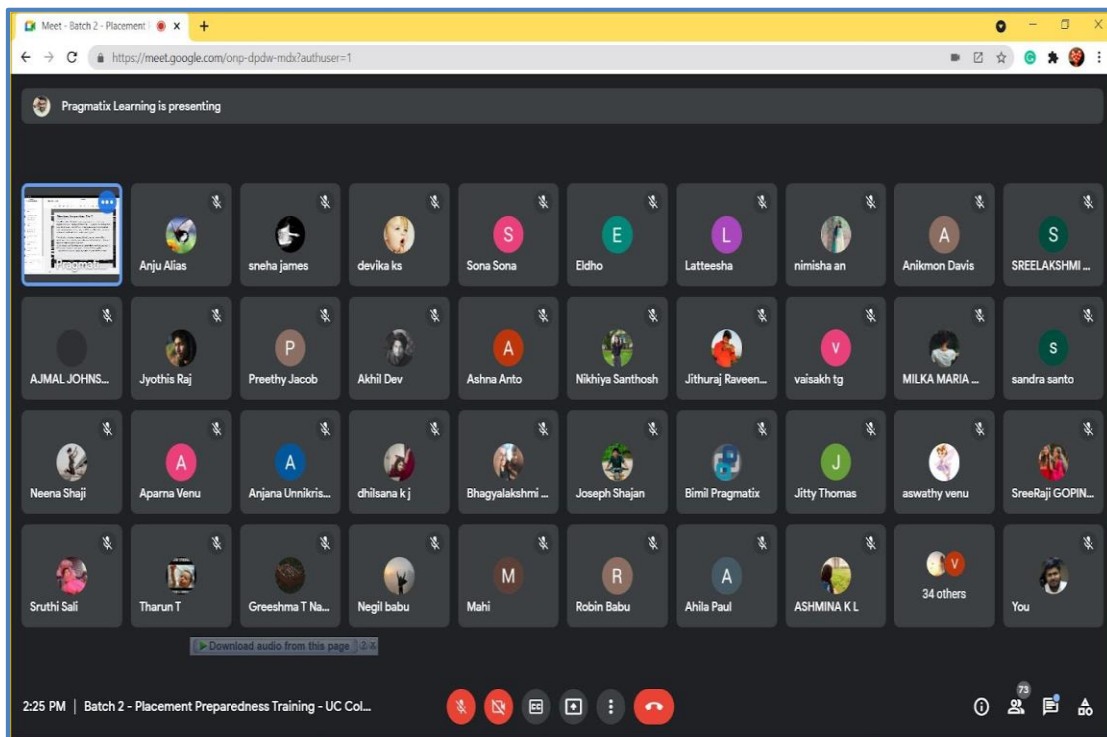 Meet - Batch 2 - Placement
https://meet.google.com/onp-dpdw-mdx?authuser=1
Pragmatix Learning is presenting
Pragmati...
Anju Alias
sneha james
devika ks
S
Sona Sona
E
Eldho
L
Latteesha
nimisha an
A
Anikmon Davis
S
SREELAKSHMI ...
AJMAL JOHNS...
Jyothis Raj
P
Preethy Jacob
Akhil Dev
A
Ashna Anto
Nikhiya Santhosh
Jithuraj Raveen...
v
vaisakh tg
MILKA MARIA ...
s
sandra santo
Neena Shaji
A
Aparna Venu
A
Anjana Unnikris...
dhilsana k j
Bhagyalakshmi ...
Joseph Shajan
Bimil Pragmatix
J
Jitty Thomas
aswathy venu
SreeRaji GOPIN...
Sruthi Sali
Tharun T
Greeshma T Na...
Negil babu
M
Mahi
R
Robin Babu
A
Ahila Paul
ASHMINA K L
V
34 others
You
Download audio from this page
2:25 PM | Batch 2 - Placement Preparedness Training - UC Col...
CC
73